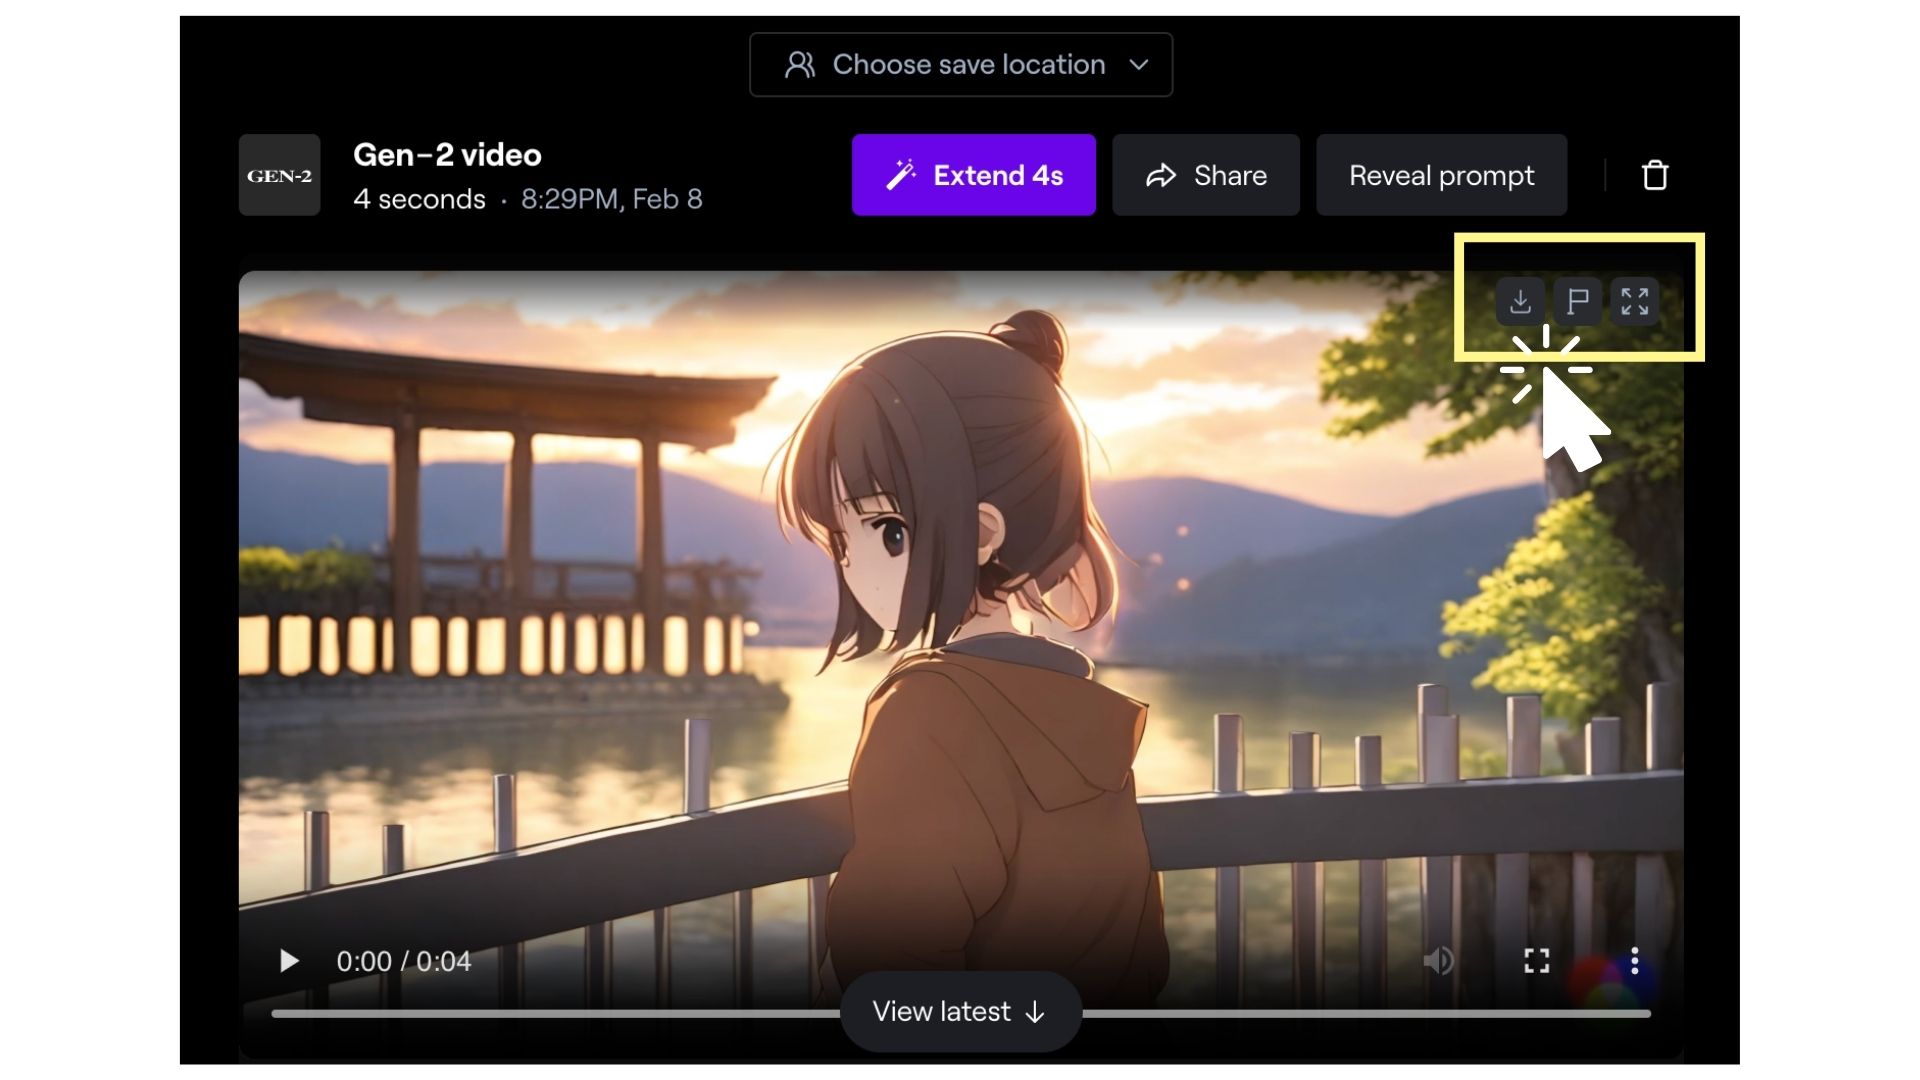 Choose save location
GEN-2
Gen-2 video
4 seconds · 8:29PM, Feb 8
Extend 4s
Share
Reveal prompt
0:00 / 0:04
View latest ↓